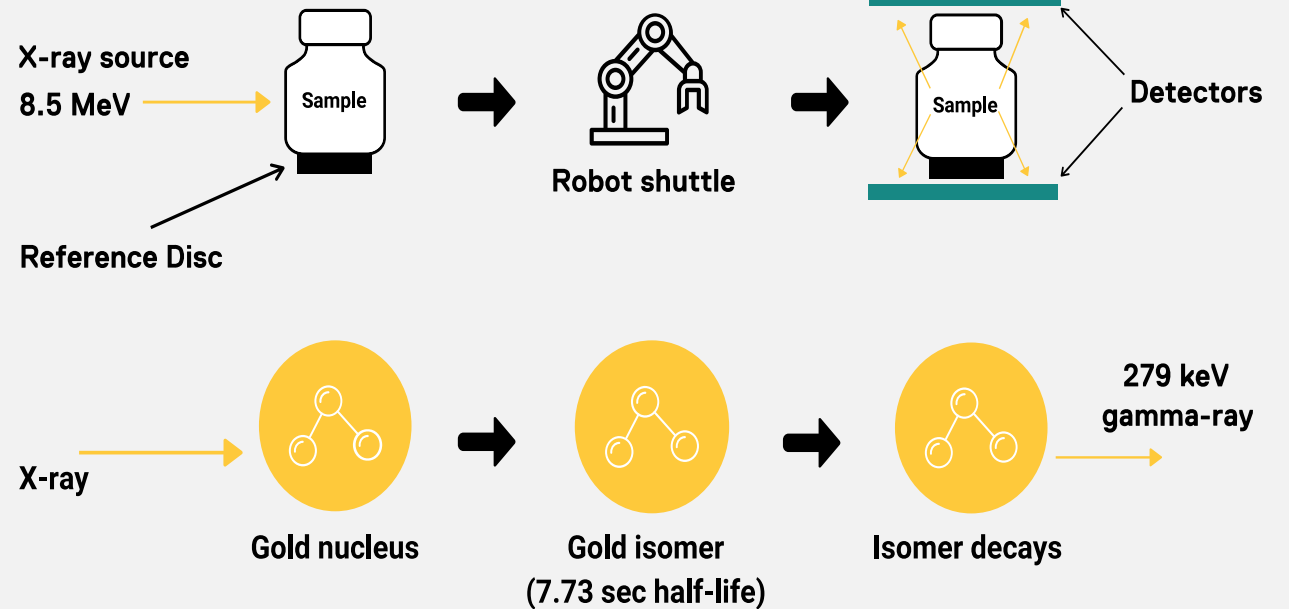 X-ray source
8.5 MeV
Sample
Reference Disc
Robot shuttle
Sample
Detectors
X-ray
Gold nucleus
Gold isomer
(7.73 sec half-life)
Isomer decays
279 keV
gamma-ray